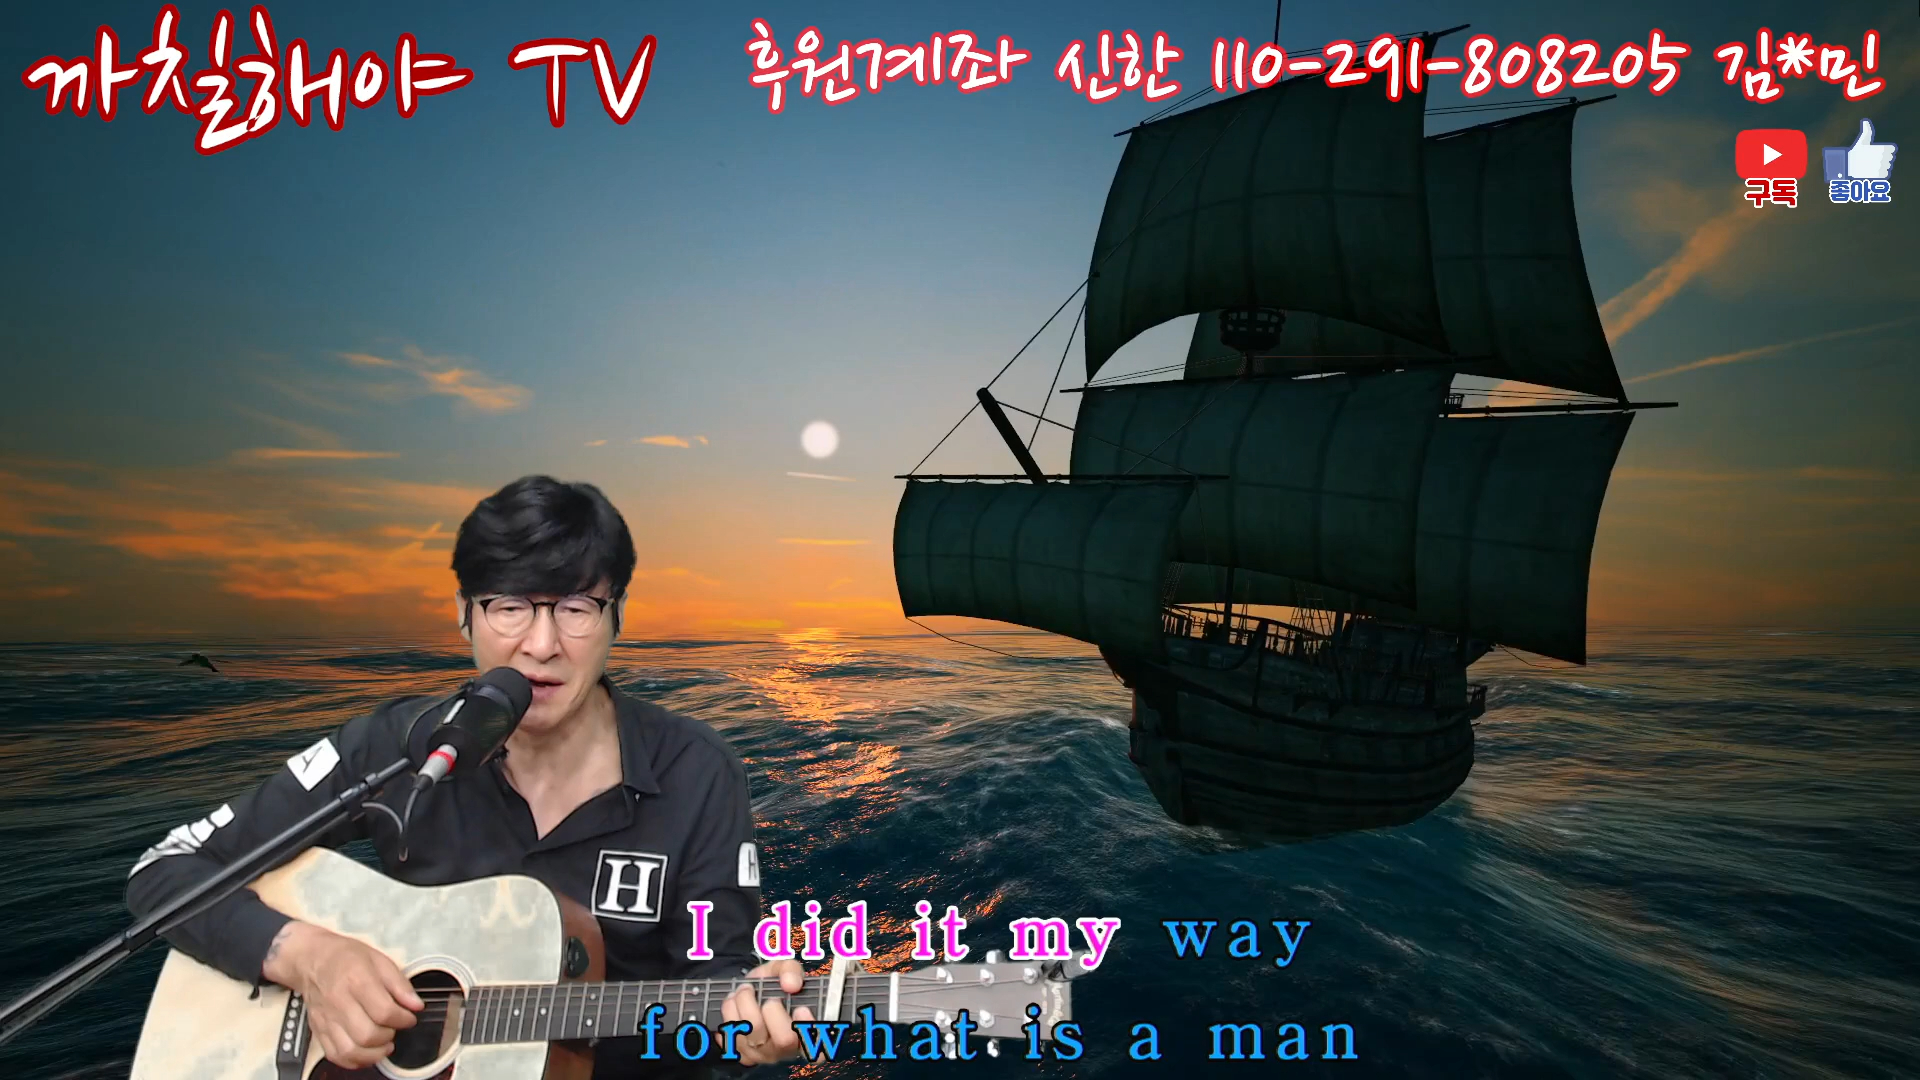 까칠해야 TV
후원계좌 신한 110-291-808205 김*민
구독
좋아요
H
I did it my way
for what is a man